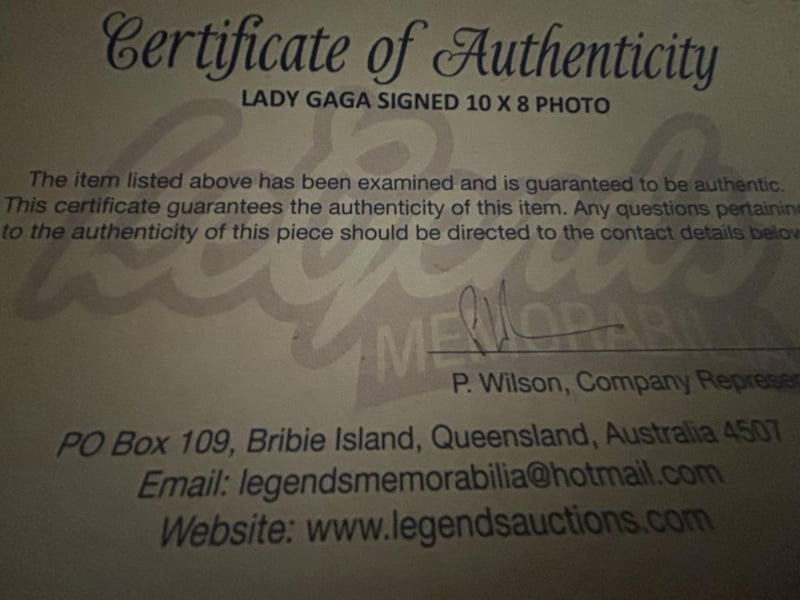 Certificate of Authenticity
LADY GAGA SIGNED 10 X 8 PHOTO
Legends
MEMORABILIA
The item listed above has been examined and is guaranteed to be authentic.
This certificate guarantees the authenticity of this item. Any questions
to the authenticity of this piece should be directed to the contact details below
P. Wilson, Company
PO Box 109, Bribie Island, Queensland, Australia 4507
Email: legendsmemorabilia@hotmail.com
Website: www.legendsauctions.com